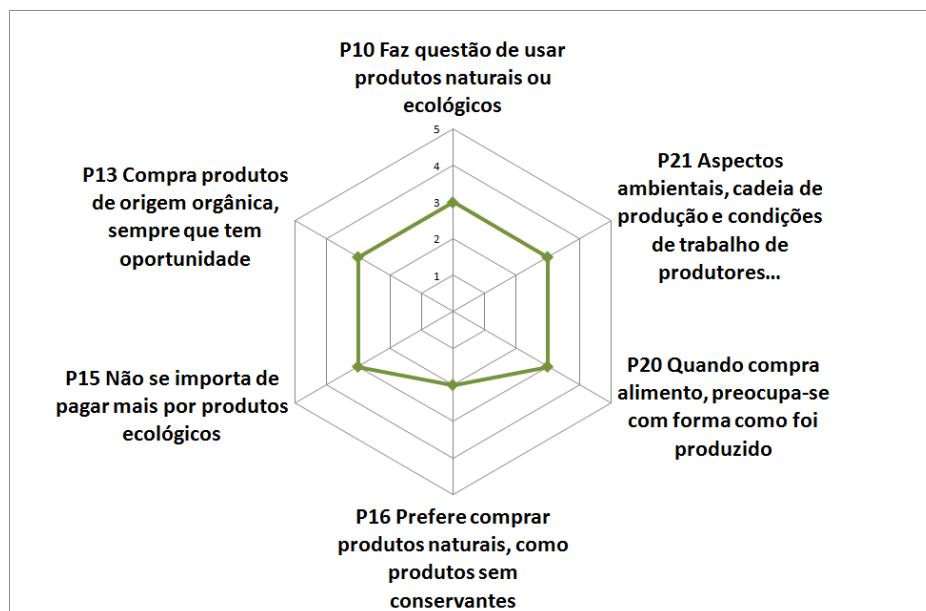 P10 Faz questão de usar
produtos naturais ou
ecológicos
5
4
3
2
1
P21 Aspectos
ambientais, cadeia de
produção e condições
de trabalho de
produtores...
P20 Quando compra
alimento, preocupa-se
com forma como foi
produzido
P16 Prefere comprar
produtos naturais, como
produtos sem
conservantes
P15 Não se importa de
pagar mais por produtos
ecológicos
P13 Compra produtos
de origem orgânica,
sempre que tem
oportunidade